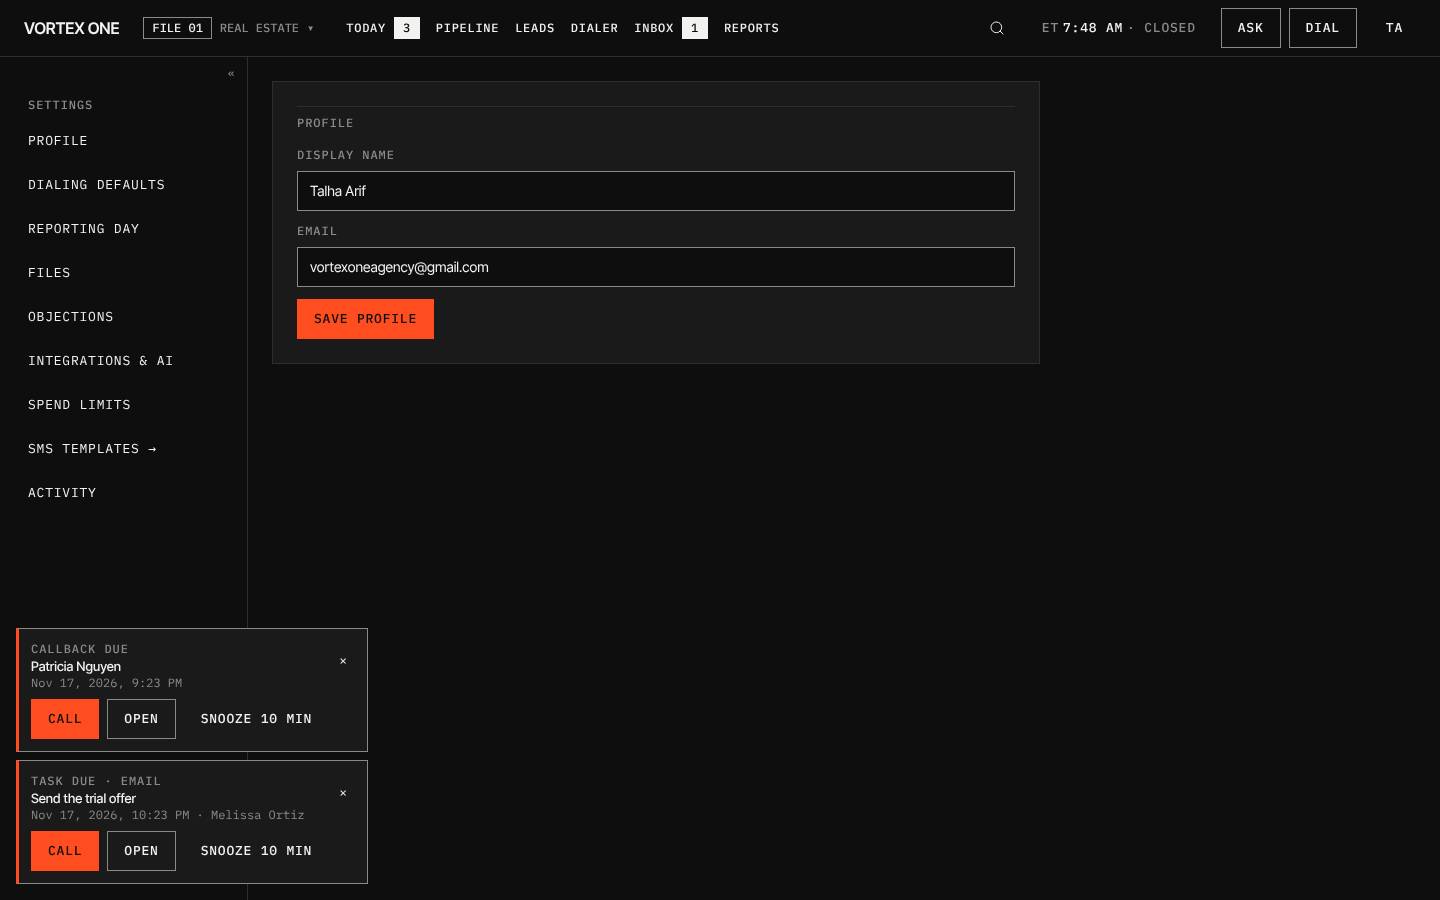 VORTEX ONE FILE 01 REAL ESTATE ▾ TODAY 3 PIPELINE LEADS DIALER INBOX 1 REPORTS ET 7:48 AM · CLOSED ASK DIAL TA
«
SETTINGS
PROFILE
DIALING DEFAULTS
REPORTING DAY
FILES
OBJECTIONS
INTEGRATIONS & AI
SPEND LIMITS
SMS TEMPLATES →
ACTIVITY
PROFILE
DISPLAY NAME
Talha Arif
EMAIL
vortexoneagency@gmail.com
SAVE PROFILE
CALLBACK DUE
×
Patricia Nguyen
Nov 17, 2026, 9:23 PM
CALL OPEN SNOOZE 10 MIN
TASK DUE · EMAIL
×
Send the trial offer
Nov 17, 2026, 10:23 PM · Melissa Ortiz
CALL OPEN SNOOZE 10 MIN